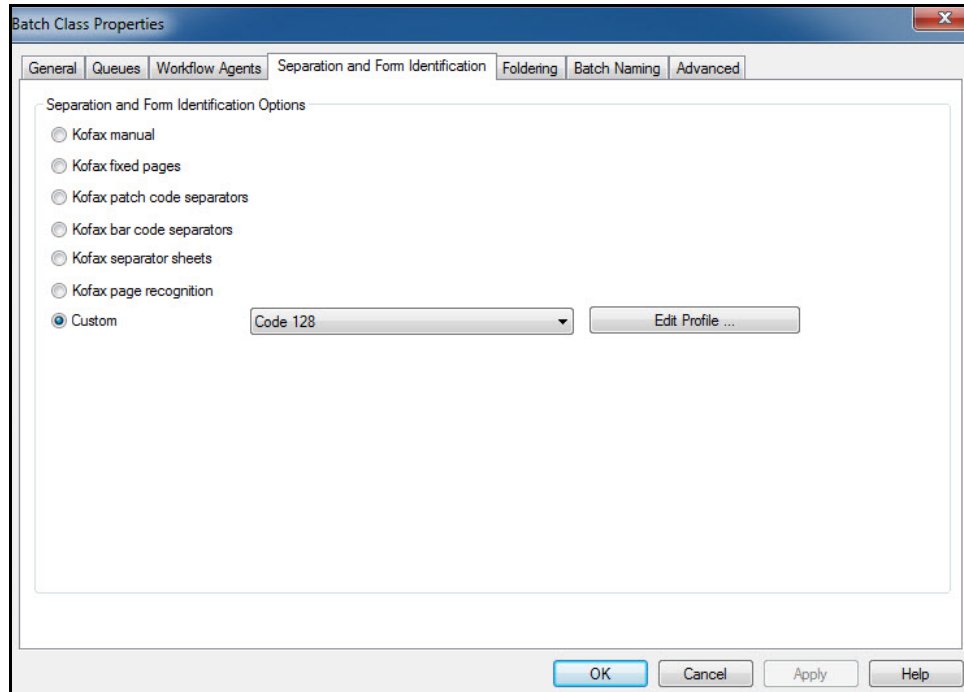 Batch Class Properties
General Queues Workflow Agents Separation and Form Identification Foldering Batch Naming Advanced
Separation and Form Identification Options
Kofax manual
Kofax fixed pages
Kofax patch code separators
Kofax bar code separators
Kofax separator sheets
Kofax page recognition
Custom Code 128 Edit Profile ...
OK Cancel Apply Help